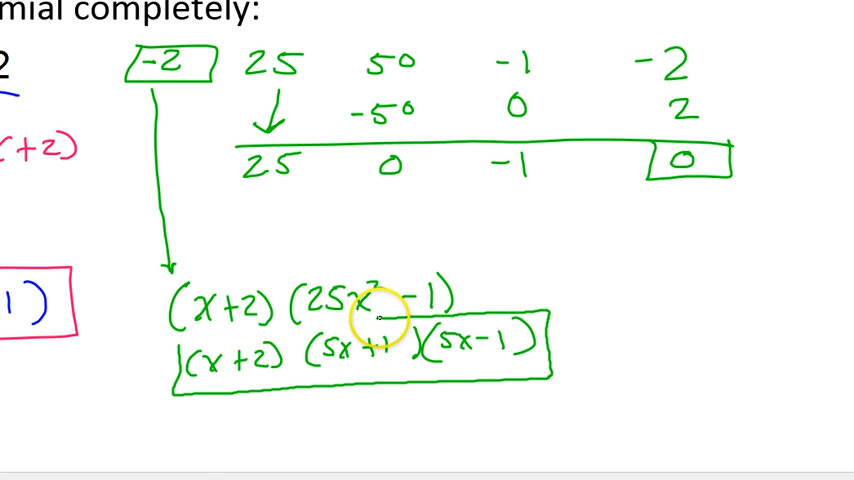 mial completely:
2 -2 25 50 -1 -2
-50 0 2
(+2)
25 0 -1 0
1) (x+2) (25x² - 1)
(x+2) (5x+1)(5x-1)